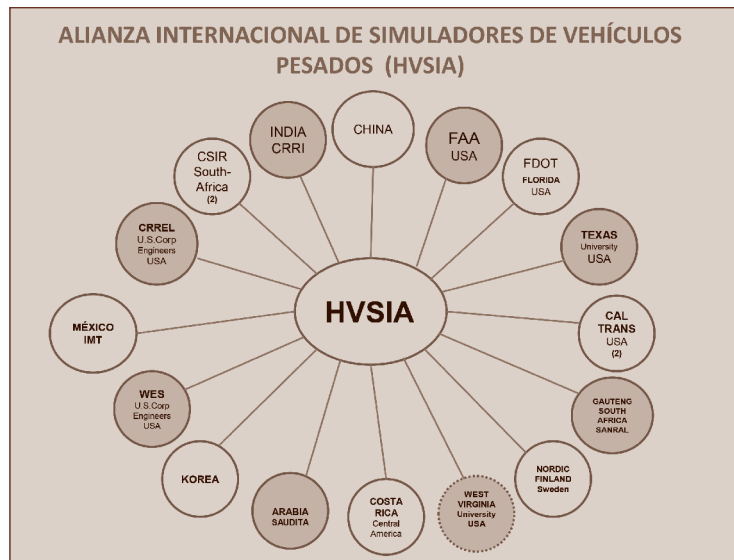 ALIANZA INTERNACIONAL DE SIMULADORES DE VEHÍCULOS
PESADOS (HVSIA)
CHINA
FAA
USA
FDOT
FLORIDA
USA
TEXAS
University
USA
CAL
TRANS
USA
(2)
GAUTENG
SOUTH
AFRICA
SANRAL
NORDIC
FINLAND
Sweden
WEST
VIRGINIA
University
USA
COSTA
RICA
Central
America
ARABIA
SAUDITA
KOREA
WES
U.S.Corp
Engineers
USA
MÉXICO
IMT
CRREL
U.S.Corp
Engineers
USA
CSIR
South-
Africa
(2)
INDIA
CRRI
HVSIA